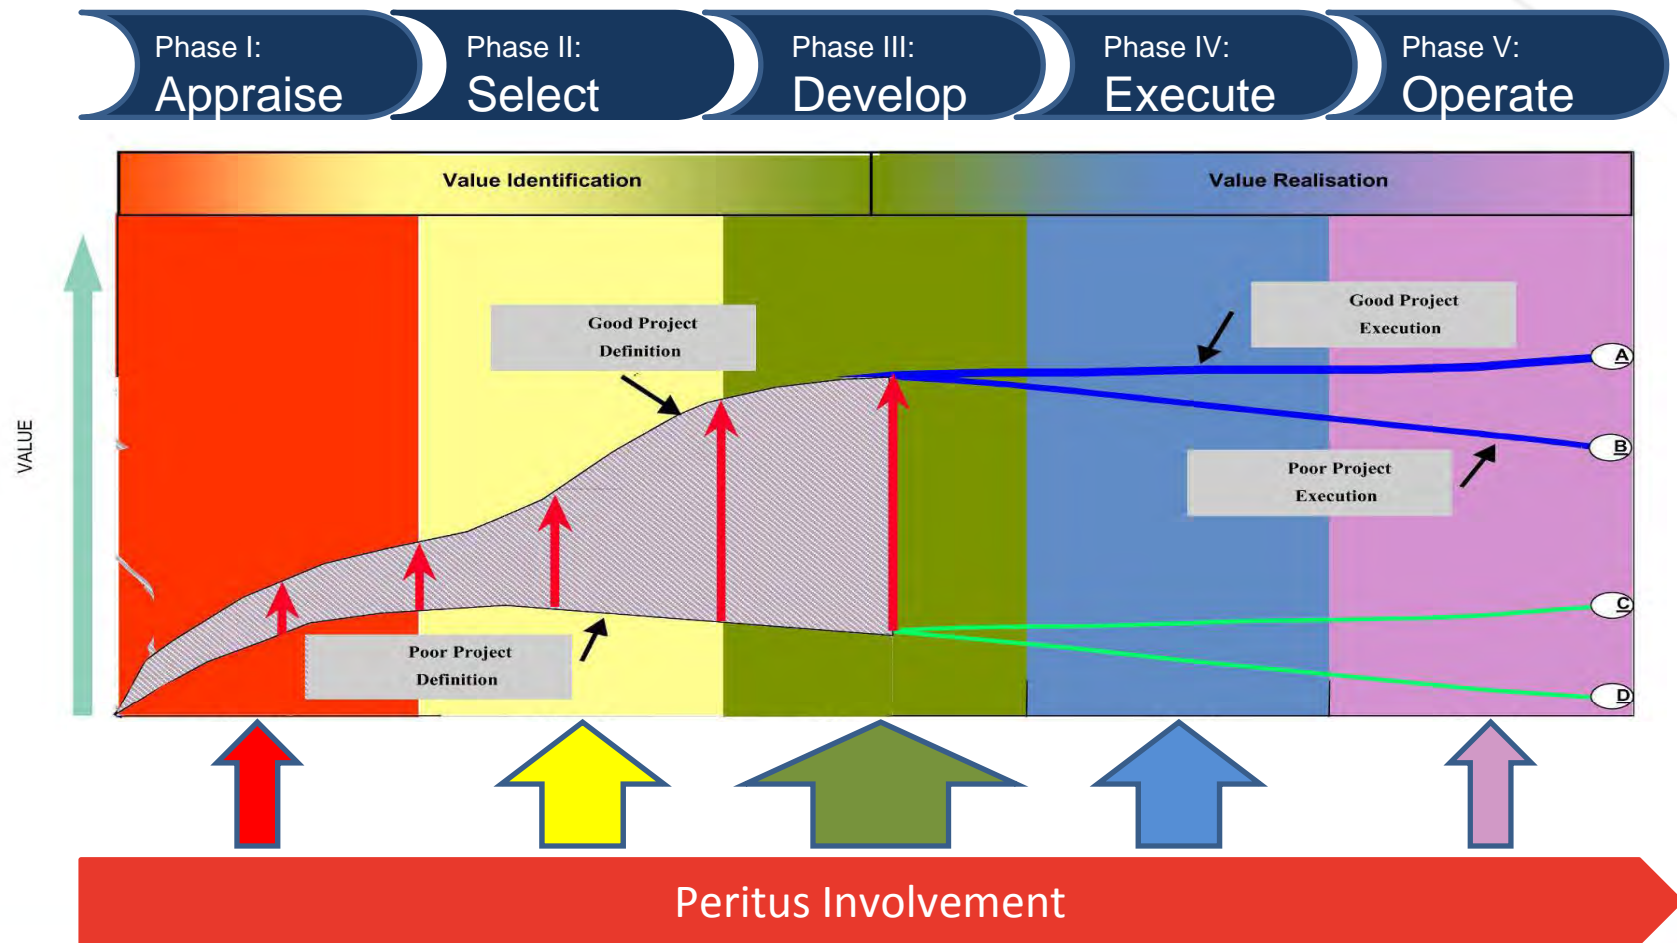 Phase I:
Appraise
Phase II:
Select
Phase III:
Develop
Phase IV:
Execute
Phase V:
Operate
Value Identification
Value Realisation
VALUE
Good Project
Definition
Good Project
Execution
A
B
Poor Project
Execution
C
Poor Project
Definition
D
Peritus Involvement